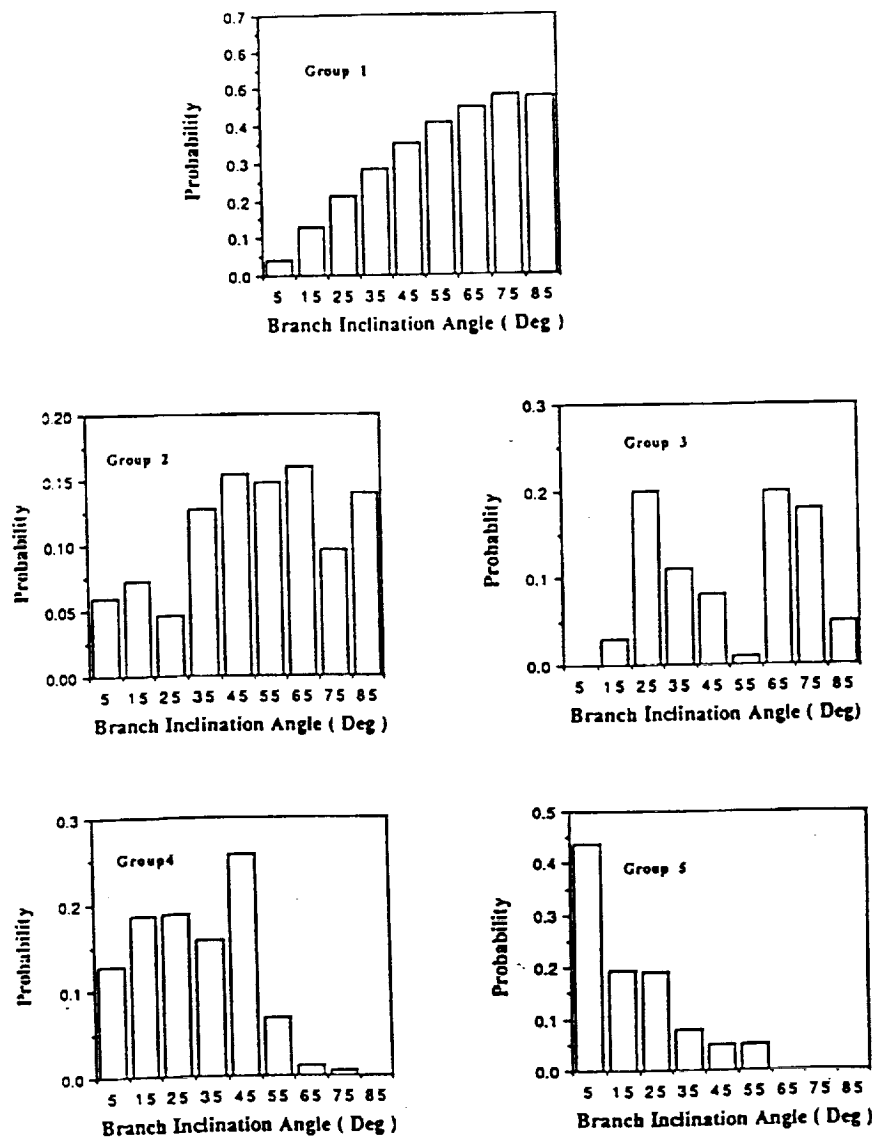 0.7
0.6
0.5
0.4
0.3
0.2
0.1
0.0
Probability
Group 1
5 15 25 35 45 55 65 75 85
Branch Inclination Angle ( Deg )
0.20
0.15
0.10
0.05
0.00
Probability
Group 2
5 15 25 35 45 55 65 75 85
Branch Inclination Angle ( Deg )
0.3
0.2
0.1
0.0
Probablity
Group 3
5 15 25 35 45 55 65 75 85
Branch Inclination Angle ( Deg)
0.3
0.2
0.1
0.0
Probability
Group4
5 15 25 35 45 55 65 75 85
Branch Inclination Angle ( Deg )
0.5
0.4
0.3
0.2
0.1
0.0
Probability
Group 5
5 15 25 35 45 55 65 75 85
Branch Inclination Angle ( Deg )